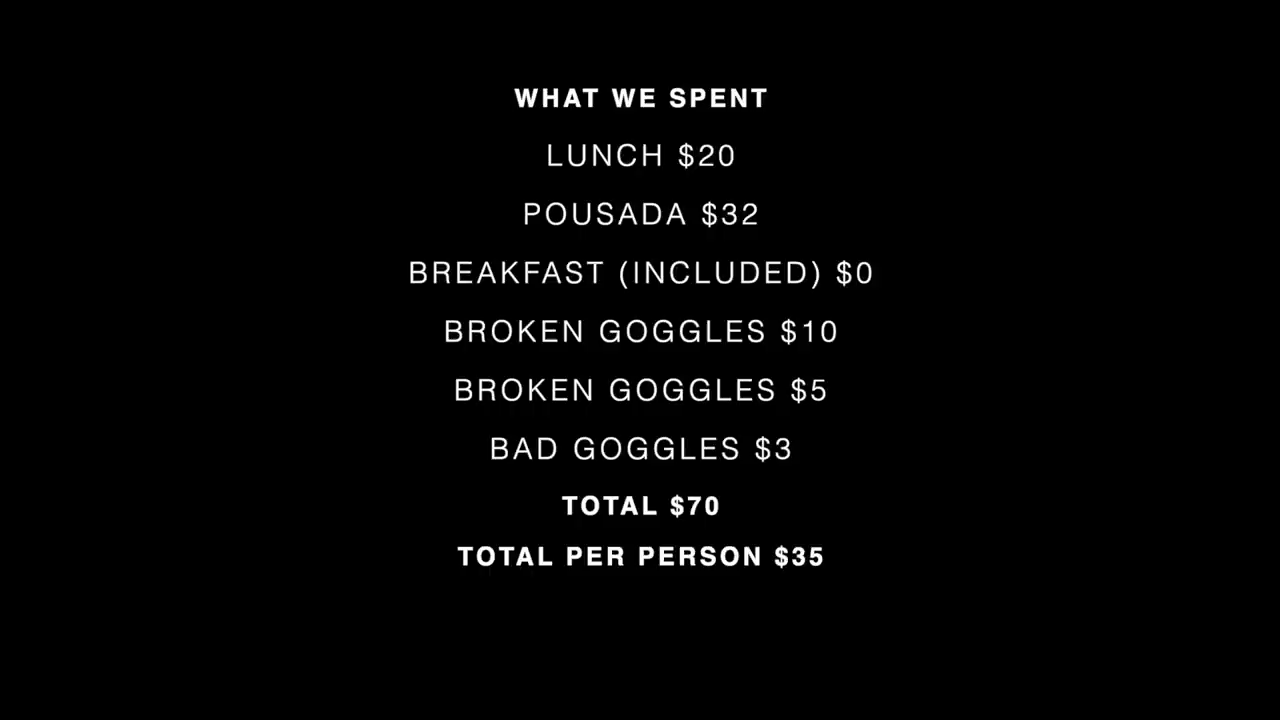 WHAT WE SPENT
LUNCH $20
POUSADA $32
BREAKFAST (INCLUDED) $0
BROKEN GOGGLES $10
BROKEN GOGGLES $5
BAD GOGGLES $3
TOTAL $70
TOTAL PER PERSON $35